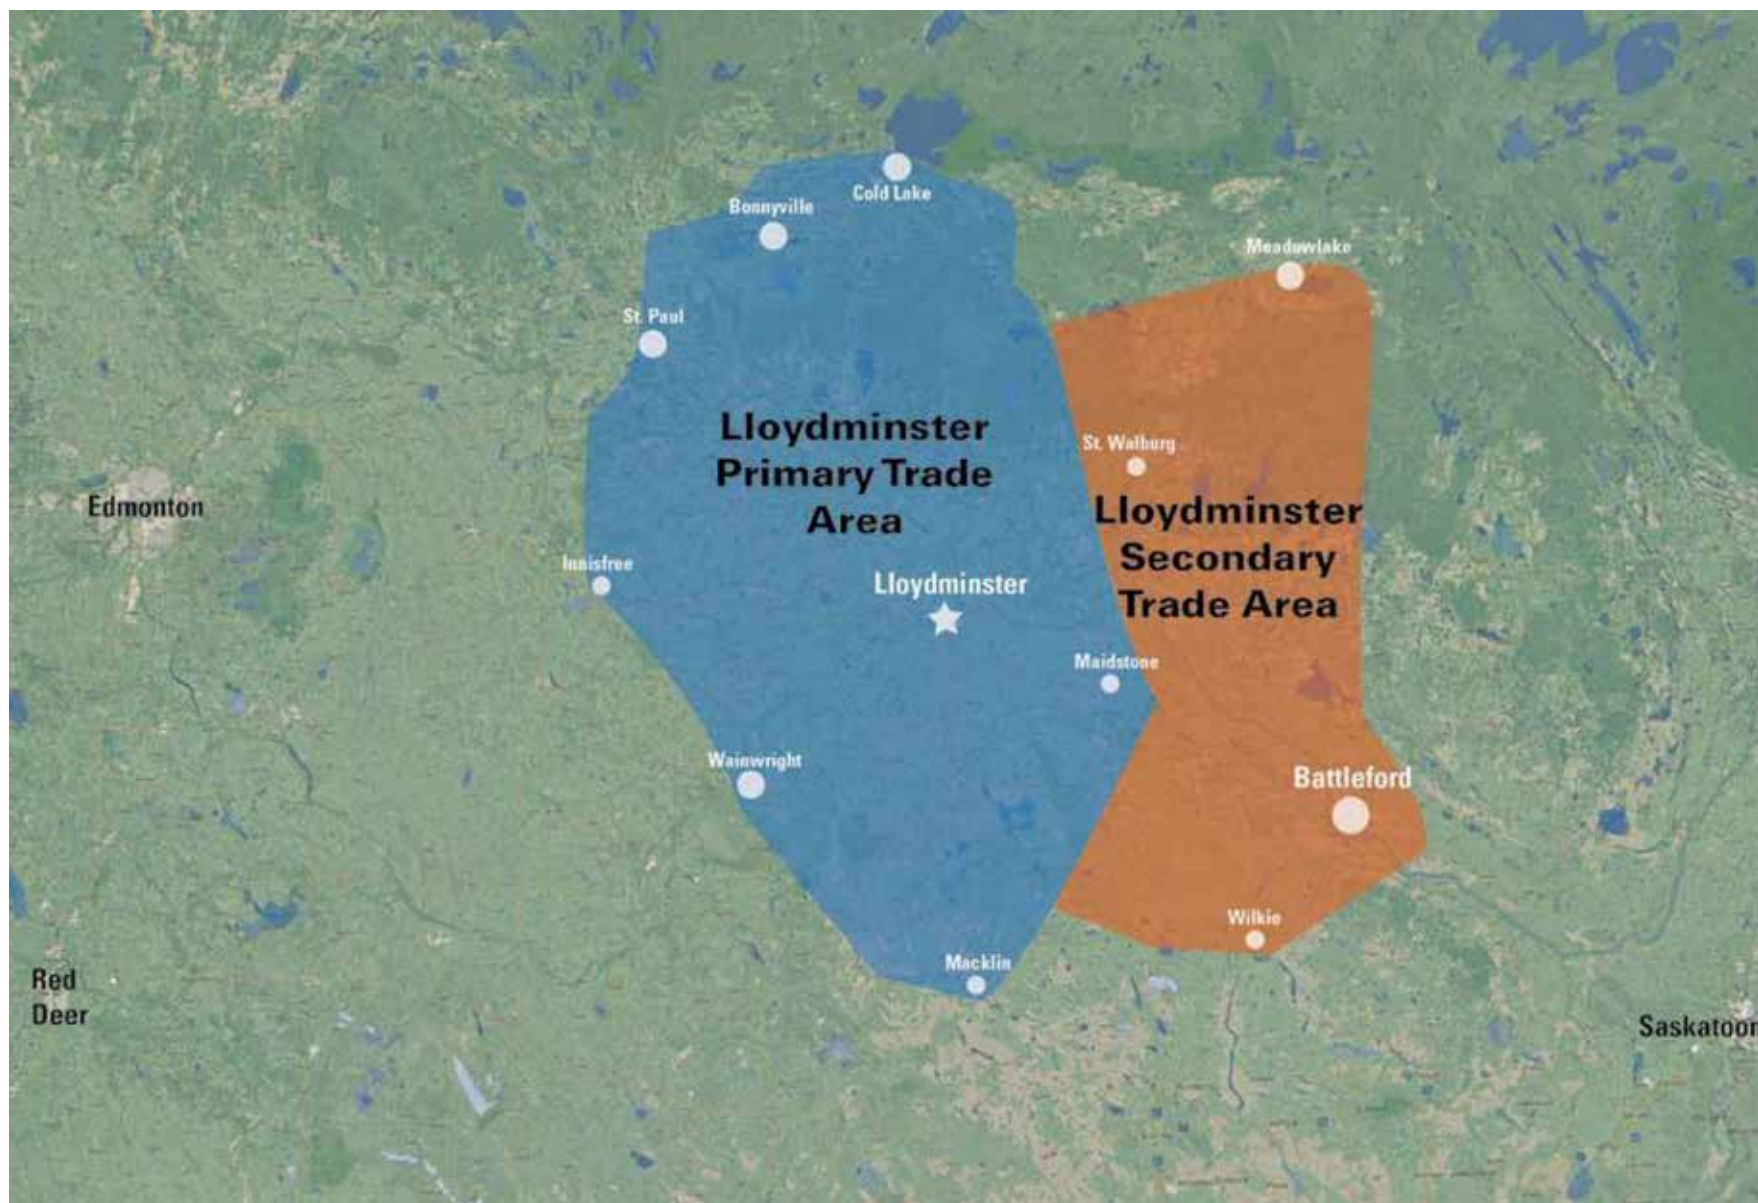 Cold Lake
Bonnyville
Meadowlake
St. Paul
Lloydminster
Primary Trade
Area
St. Walburg
Edmonton
Lloydminster
Secondary
Trade Area
Innisfree
Lloydminster
Maidstone
Wainwright
Battleford
Wilkie
Macklin
Red
Deer
Saskatoon